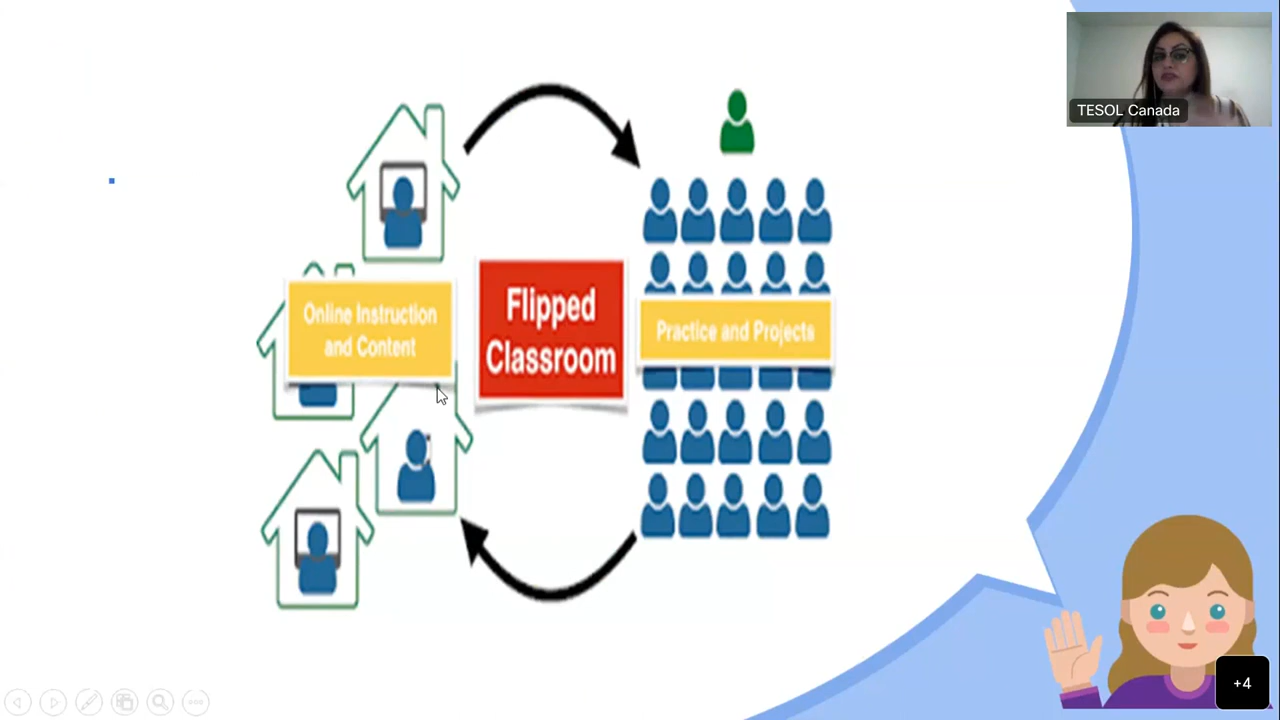 TESOL Canada
Online Instruction
and Content
Flipped
Classroom
Practice and Projects
+4